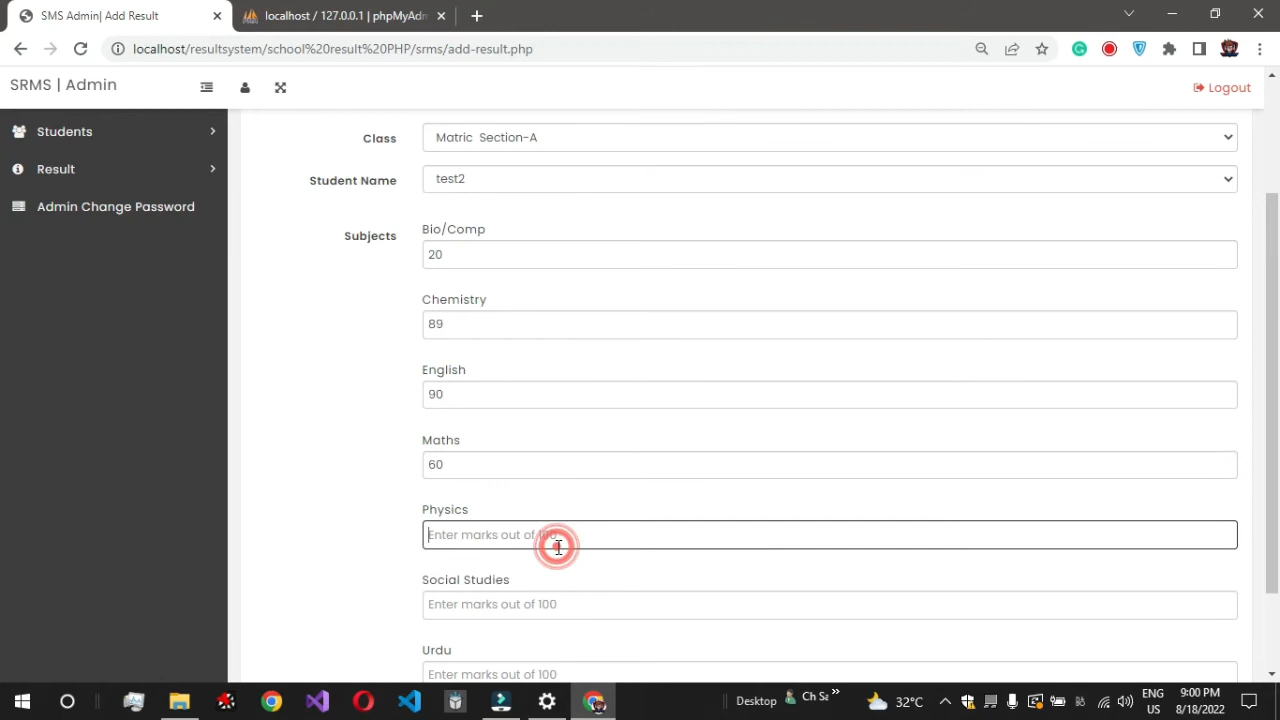 SMS Admin| Add Result
localhost / 127.0.0.1 | phpMyAdm
localhost/resultsystem/school%20result%20PHP/srms/add-result.php
SRMS | Admin
Logout
Students
Result
Admin Change Password
Class
Matric Section-A
Student Name
test2
Subjects
Bio/Comp
20
Chemistry
89
English
90
Maths
60
Physics
Enter marks out of 100
Social Studies
Enter marks out of 100
Urdu
Enter marks out of 100
Desktop
Ch Sa
32°C
ENG
US
9:00 PM
8/18/2022